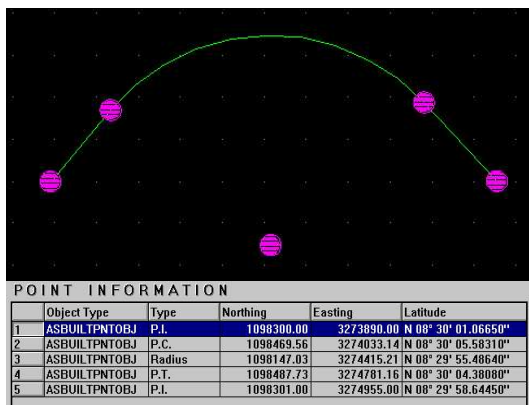 POINT INFORMATION
Object Type Type Northing Easting Latitude
1 ASBUILTPNTOBJ P.I. 1098300.00 3273890.00 N 08° 30' 01.06650"
2 ASBUILTPNTOBJ P.C. 1098469.56 3274033.14 N 08° 30' 05.58310"
3 ASBUILTPNTOBJ Radius 1098147.03 3274415.21 N 08° 29' 55.48640"
4 ASBUILTPNTOBJ P.T. 1098487.73 3274781.16 N 08° 30' 04.38080"
5 ASBUILTPNTOBJ P.I. 1098301.00 3274955.00 N 08° 29' 58.64450"